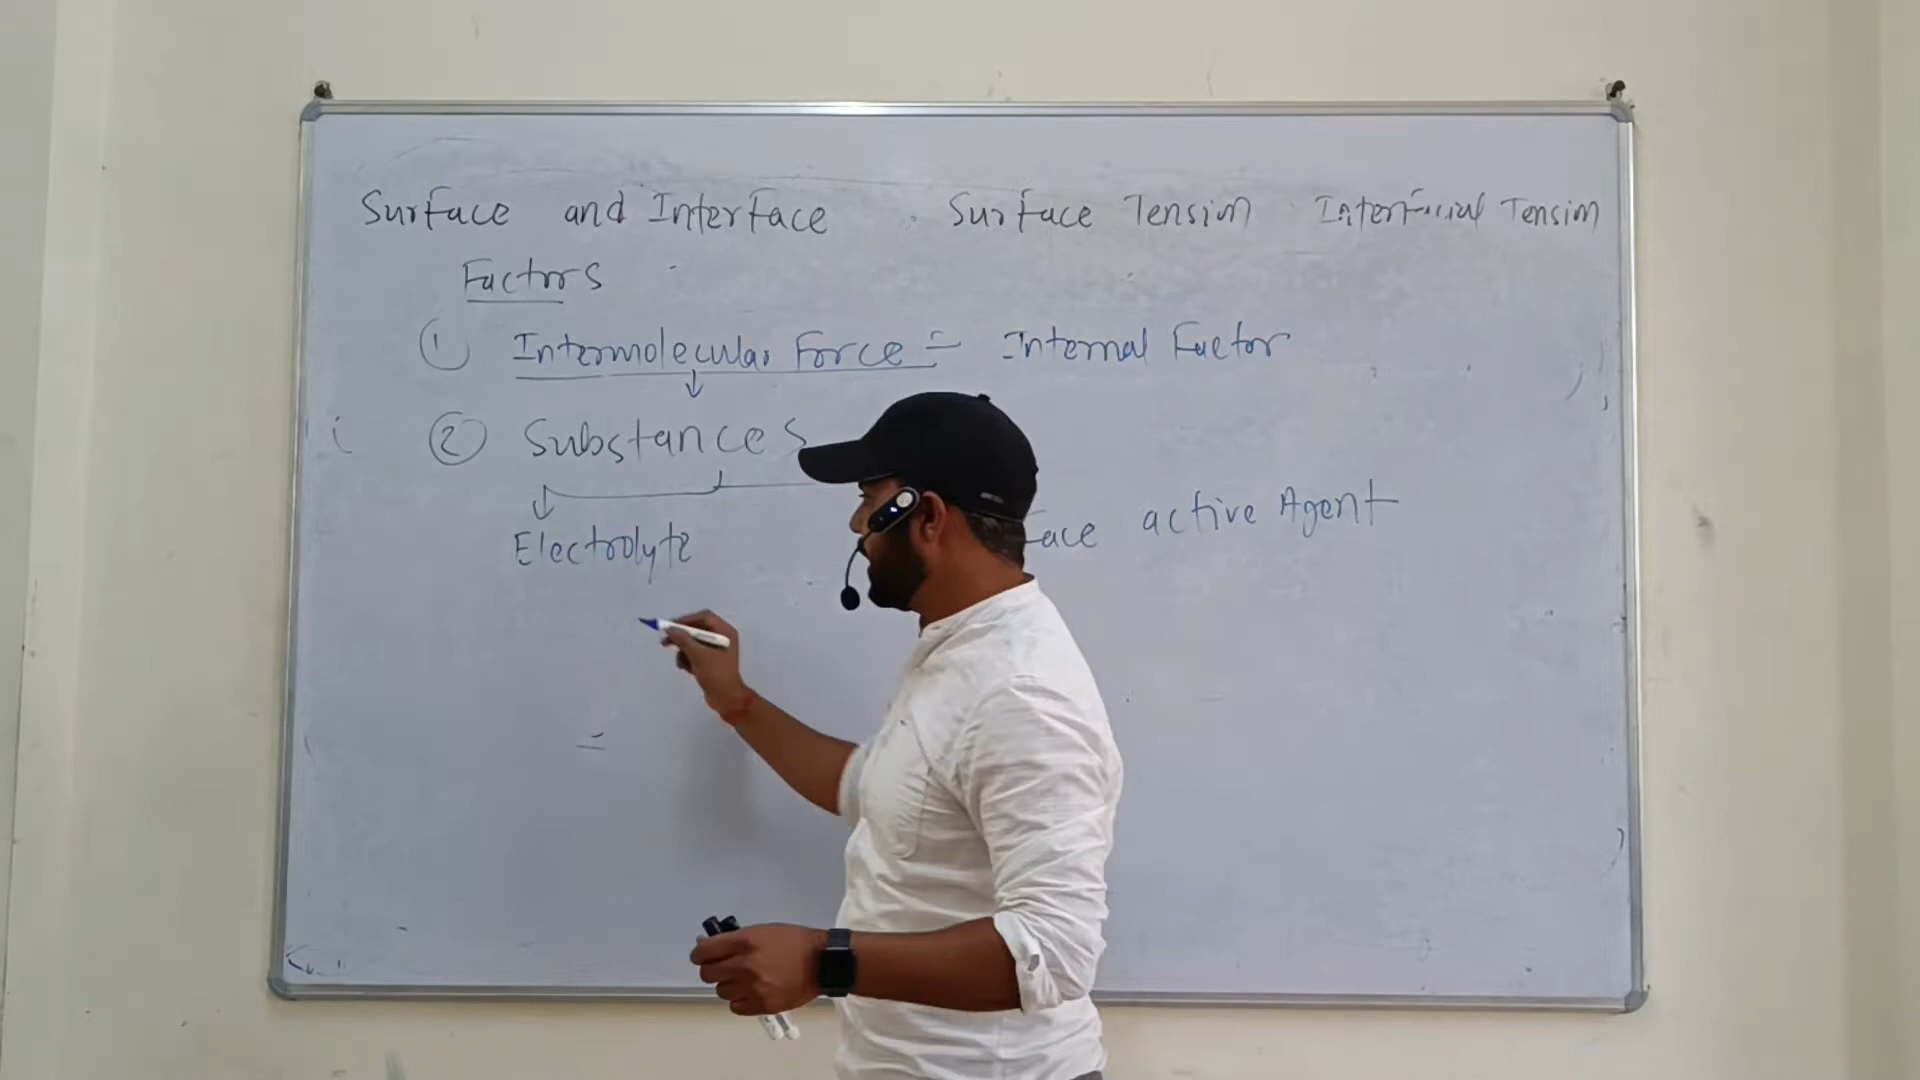 Surface and Interface Surface Tension Interfacial Tension
Factors
① Intermolecular Force = Internal Factor
② Substances
Electrolyte face active Agent
=